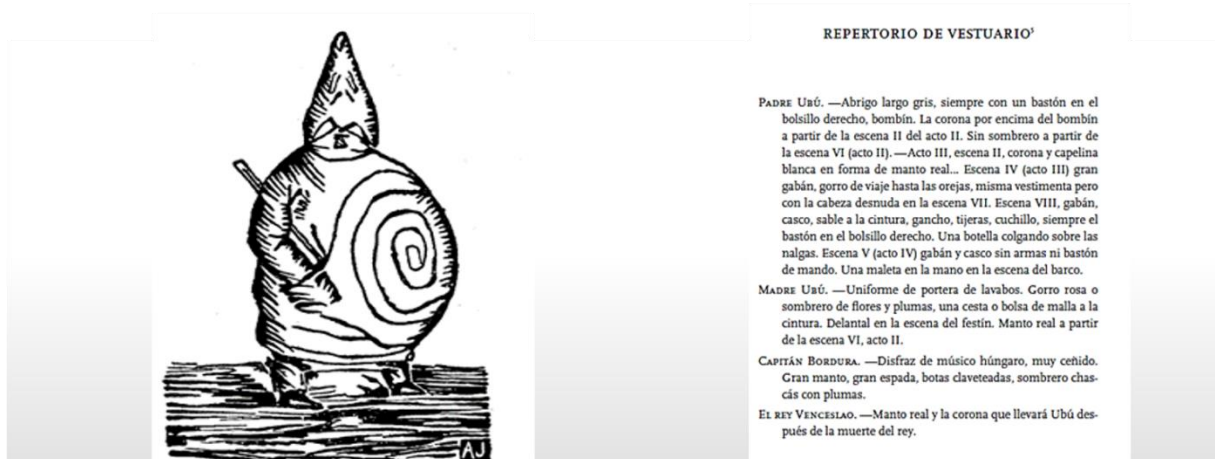 AJ
REPERTORIO DE VESTUARIO⁵
PADRE UBÚ. —Abrigo largo gris, siempre con un bastón en el
bolsillo derecho, bombín. La corona por encima del bombín
a partir de la escena II del acto II. Sin sombrero a partir de
la escena VI (acto II).—Acto III, escena II, corona y capelina
blanca en forma de manto real... Escena IV (acto III) gran
gabán, gorro de viaje hasta las orejas, misma vestimenta pero
con la cabeza desnuda en la escena VII. Escena VIII, gabán,
casco, sable a la cintura, gancho, tijeras, cuchillo, siempre el
bastón en el bolsillo derecho. Una botella colgando sobre las
nalgas. Escena V (acto IV) gabán y casco sin armas ni bastón
de mando. Una maleta en la mano en la escena del barco.
MADRE UBÚ. —Uniforme de portera de lavabos. Gorro rosa o
sombrero de flores y plumas, una cesta o bolsa de malla a la
cintura. Delantal en la escena del festín. Manto real a partir
de la escena VI, acto II.
CAPITÁN BORDURA. —Disfraz de músico húngaro, muy ceñido.
Gran manto, gran espada, botas claveteadas, sombrero chas-
cás con plumas.
EL REY VENCESLAO. —Manto real y la corona que llevará Ubú des-
pués de la muerte del rey.